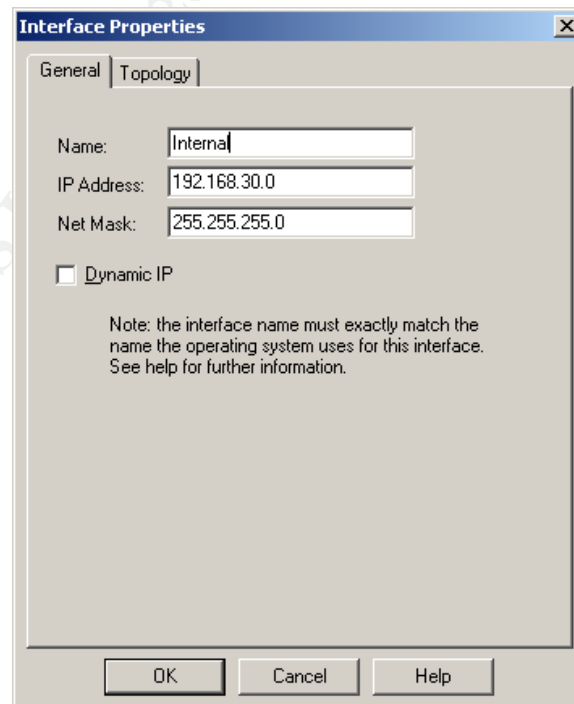 Interface Properties
General
Topology
Name:
Internal
IP Address:
192.168.30.0
Net Mask:
255.255.255.0
Dynamic IP
Note: the interface name must exactly match the
name the operating system uses for this interface.
See help for further information.
OK
Cancel
Help